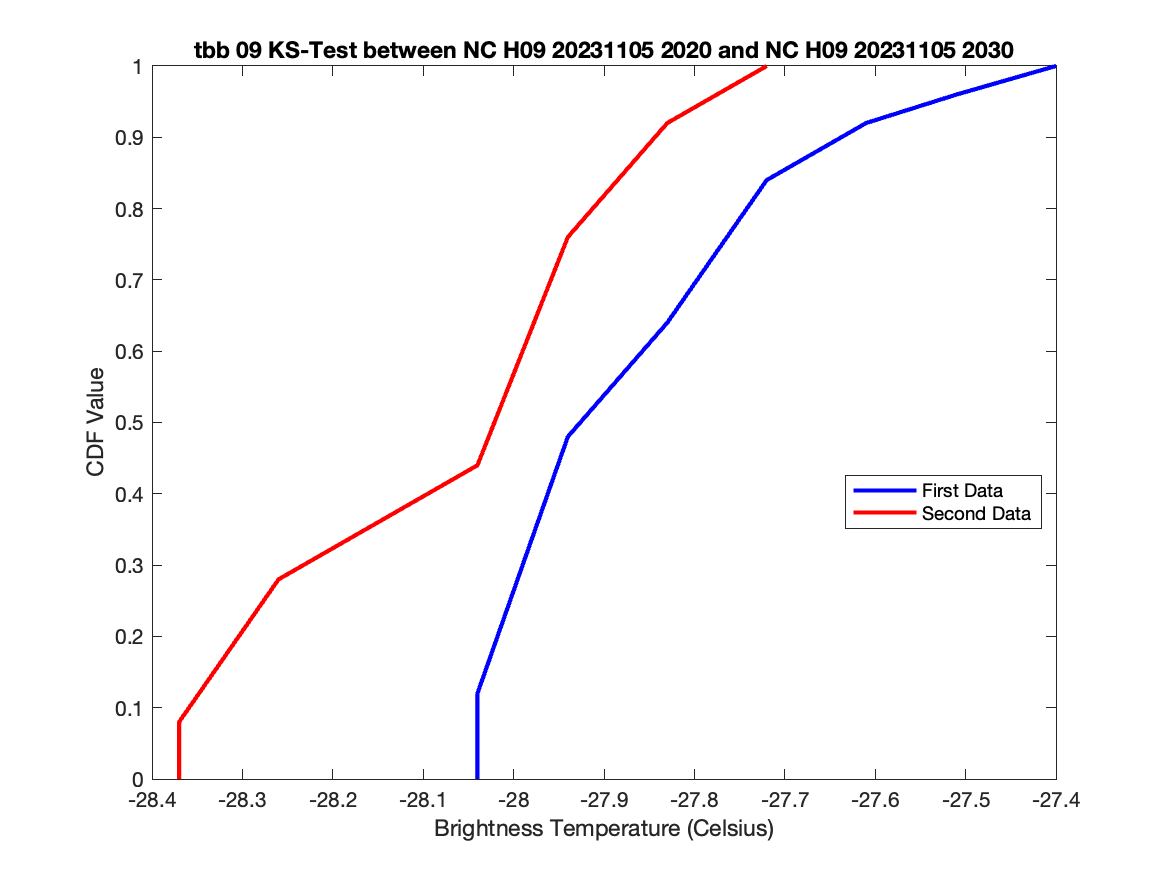 tbb 09 KS-Test between NC H09 20231105 2020 and NC H09 20231105 2030
1
0.9
0.8
0.7
0.6
0.5
0.4
0.3
0.2
0.1
0
CDF Value
First Data
Second Data
-28.4 -28.3 -28.2 -28.1 -28 -27.9 -27.8 -27.7 -27.6 -27.5 -27.4
Brightness Temperature (Celsius)